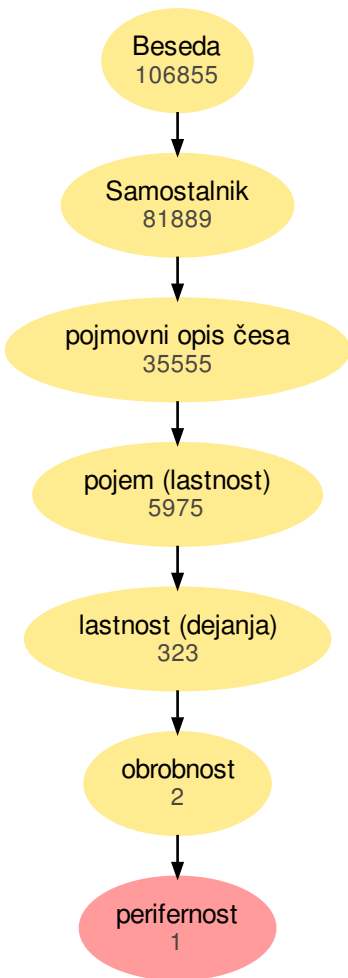 Beseda
106855
Samostalnik
81889
pojmovni opis česa
35555
pojem (lastnost)
5975
lastnost (dejanja)
323
obrobnost
2
perifernost
1